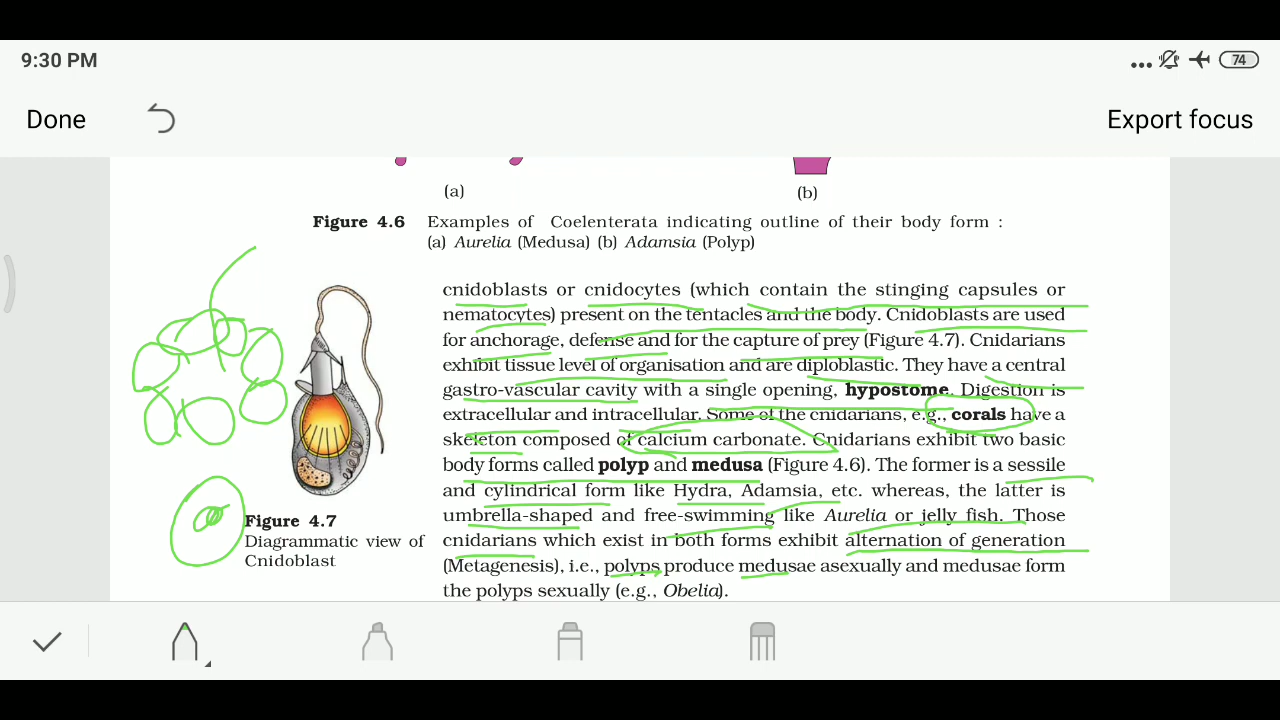 9:30 PM
74
Done
Export focus
(a)
(b)
Figure 4.6 Examples of Coelenterata indicating outline of their body form :
(a) Aurelia (Medusa) (b) Adamsia (Polyp)
cnidoblasts or cnidocytes (which contain the stinging capsules or
nematocytes) present on the tentacles and the body. Cnidoblasts are used
for anchorage, defense and for the capture of prey (Figure 4.7). Cnidarians
exhibit tissue level of organisation and are diploblastic. They have a central
gastro-vascular cavity with a single opening, hypostome. Digestion is
extracellular and intracellular. Some of the cnidarians, e.g., corals have a
skeleton composed of calcium carbonate. Cnidarians exhibit two basic
body forms called polyp and medusa (Figure 4.6). The former is a sessile
and cylindrical form like Hydra, Adamsia, etc. whereas, the latter is
umbrella-shaped and free-swimming like Aurelia or jelly fish. Those
cnidarians which exist in both forms exhibit alternation of generation
(Metagenesis), i.e., polyps produce medusae asexually and medusae form
the polyps sexually (e.g., Obelia).
Figure 4.7
Diagrammatic view of
Cnidoblast